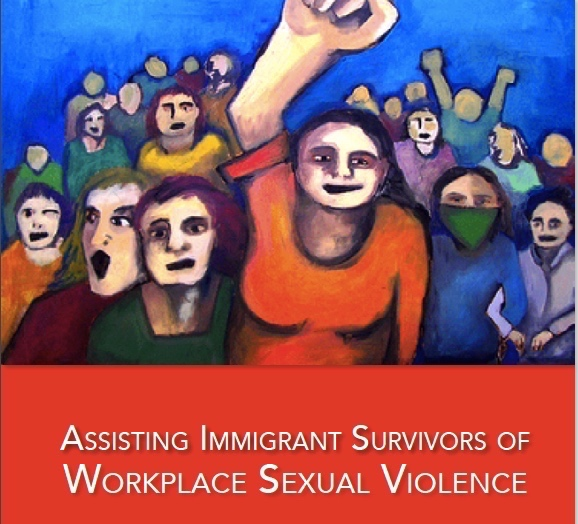 Assisting Immigrant Survivors of
Workplace Sexual Violence